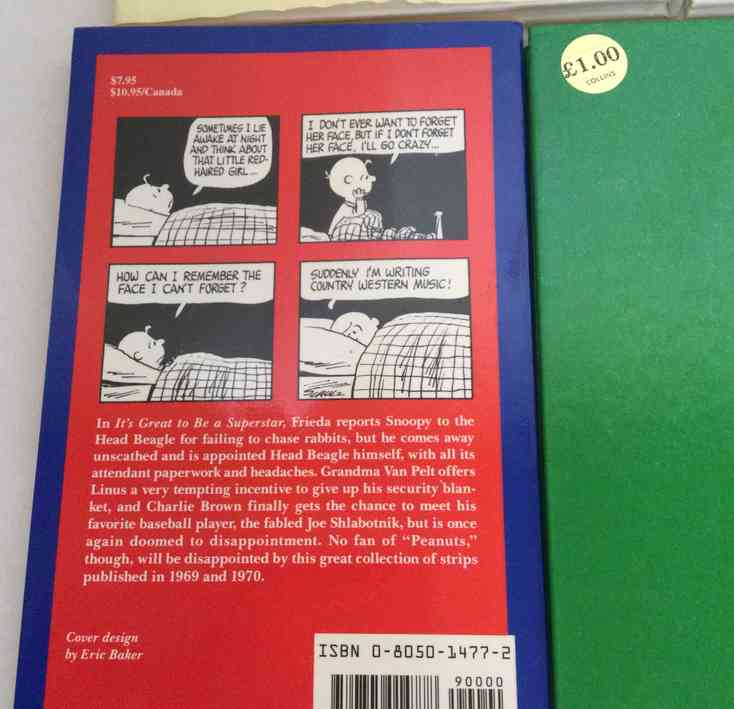 $7.95
$10.95/Canada
£1.00
COLLINS
SOMETIMES I LIE
AWAKE AT NIGHT
AND THINK ABOUT
THAT LITTLE RED-
HAIRED GIRL...
I DON'T EVER WANT TO FORGET
HER FACE, BUT IF I DON'T FORGET
HER FACE, I'LL GO CRAZY...
HOW CAN I REMEMBER THE
FACE I CAN'T FORGET?
SUDDENLY I'M WRITING
COUNTRY WESTERN MUSIC!
SCHULZ
In It's Great to Be a Superstar, Frieda reports Snoopy to the
Head Beagle for failing to chase rabbits, but he comes away
unscathed and is appointed Head Beagle himself, with all its
attendant paperwork and headaches. Grandma Van Pelt offers
Linus a very tempting incentive to give up his security blan-
ket, and Charlie Brown finally gets the chance to meet his
favorite baseball player, the fabled Joe Shlabotnik, but is once
again doomed to disappointment. No fan of “Peanuts,”
though, will be disappointed by this great collection of strips
published in 1969 and 1970.
Cover design
by Eric Baker
ISBN 0-8050-1477-2
90000